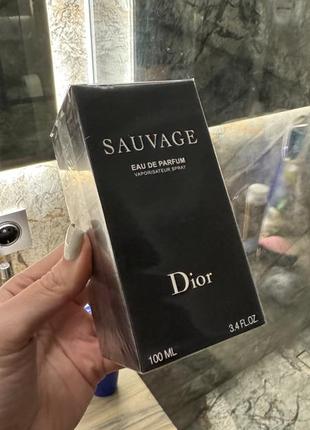 SAUVAGE
EAU DE PARFUM
VAPORISATEUR SPRAY
Dior
100 ML
3.4 FL.OZ